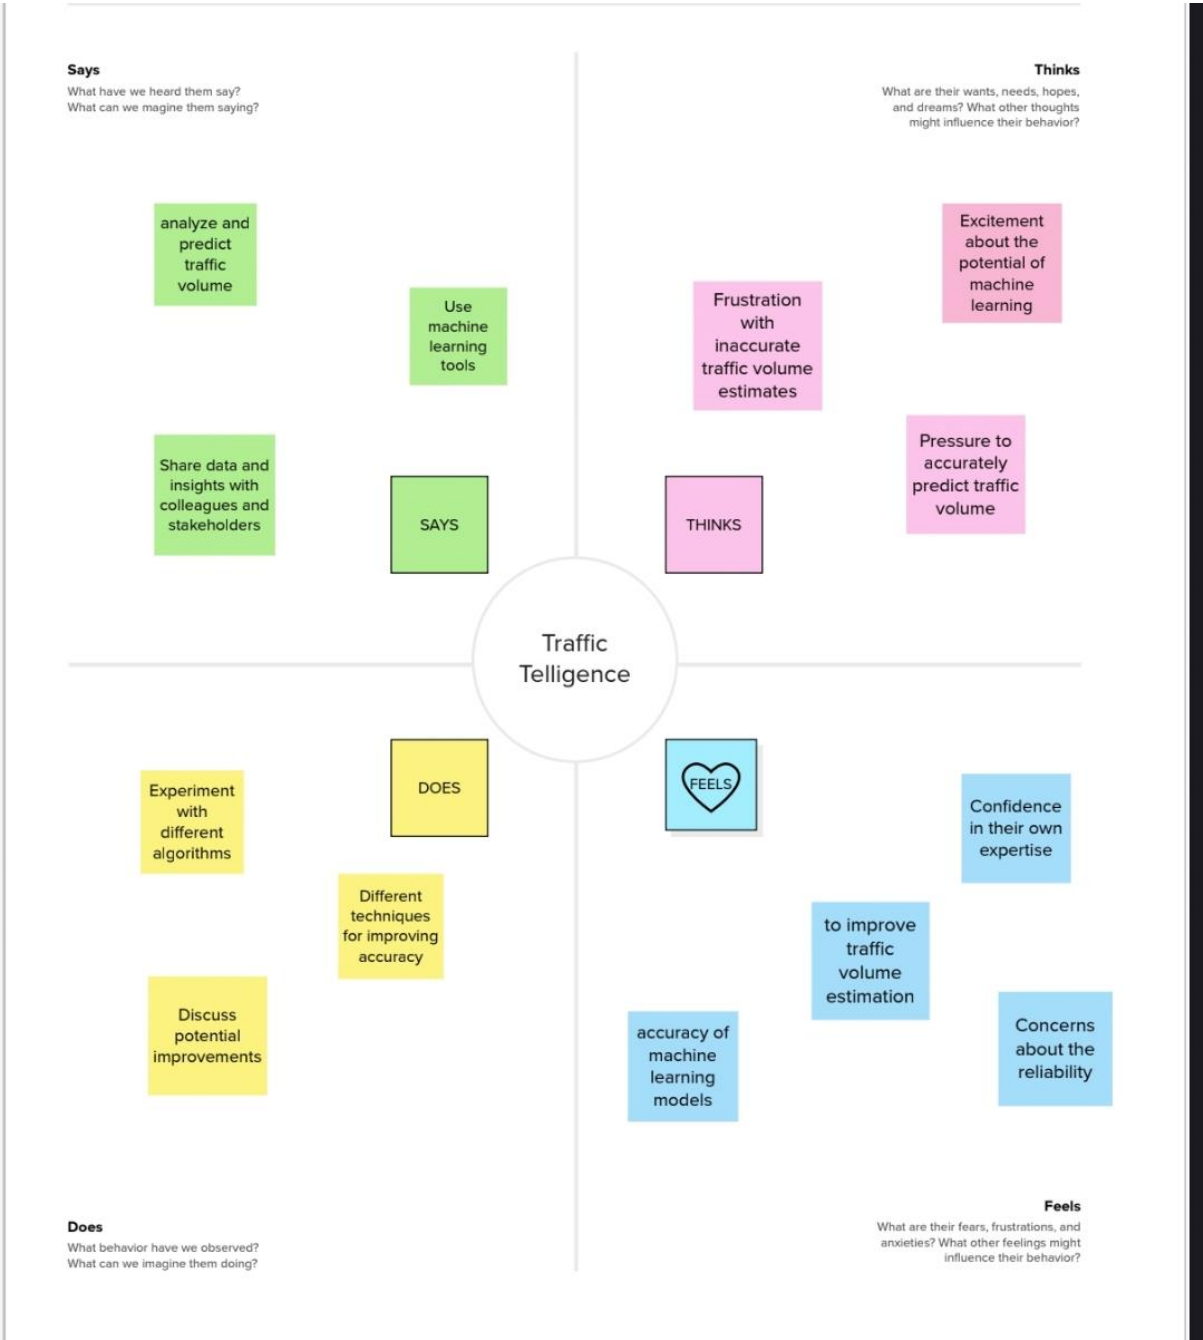 Says
What have we heard them say?
What can we magine them saying?
Thinks
What are their wants, needs, hopes,
and dreams? What other thoughts
might influence their behavior?
analyze and
predict
traffic
volume
Use
machine
learning
tools
Share data and
insights with
colleagues and
stakeholders
SAYS
Excitement
about the
potential of
machine
learning
Frustration
with
inaccurate
traffic volume
estimates
Pressure to
accurately
predict traffic
volume
THINKS
Traffic
Telligence
DOES
Experiment
with
different
algorithms
Different
techniques
for improving
accuracy
Discuss
potential
improvements
FEELS
Confidence
in their own
expertise
to improve
traffic
volume
estimation
accuracy of
machine
learning
models
Concerns
about the
reliability
Does
What behavior have we observed?
What can we imagine them doing?
Feels
What are their fears, frustrations, and
anxieties? What other feelings might
influence their behavior?